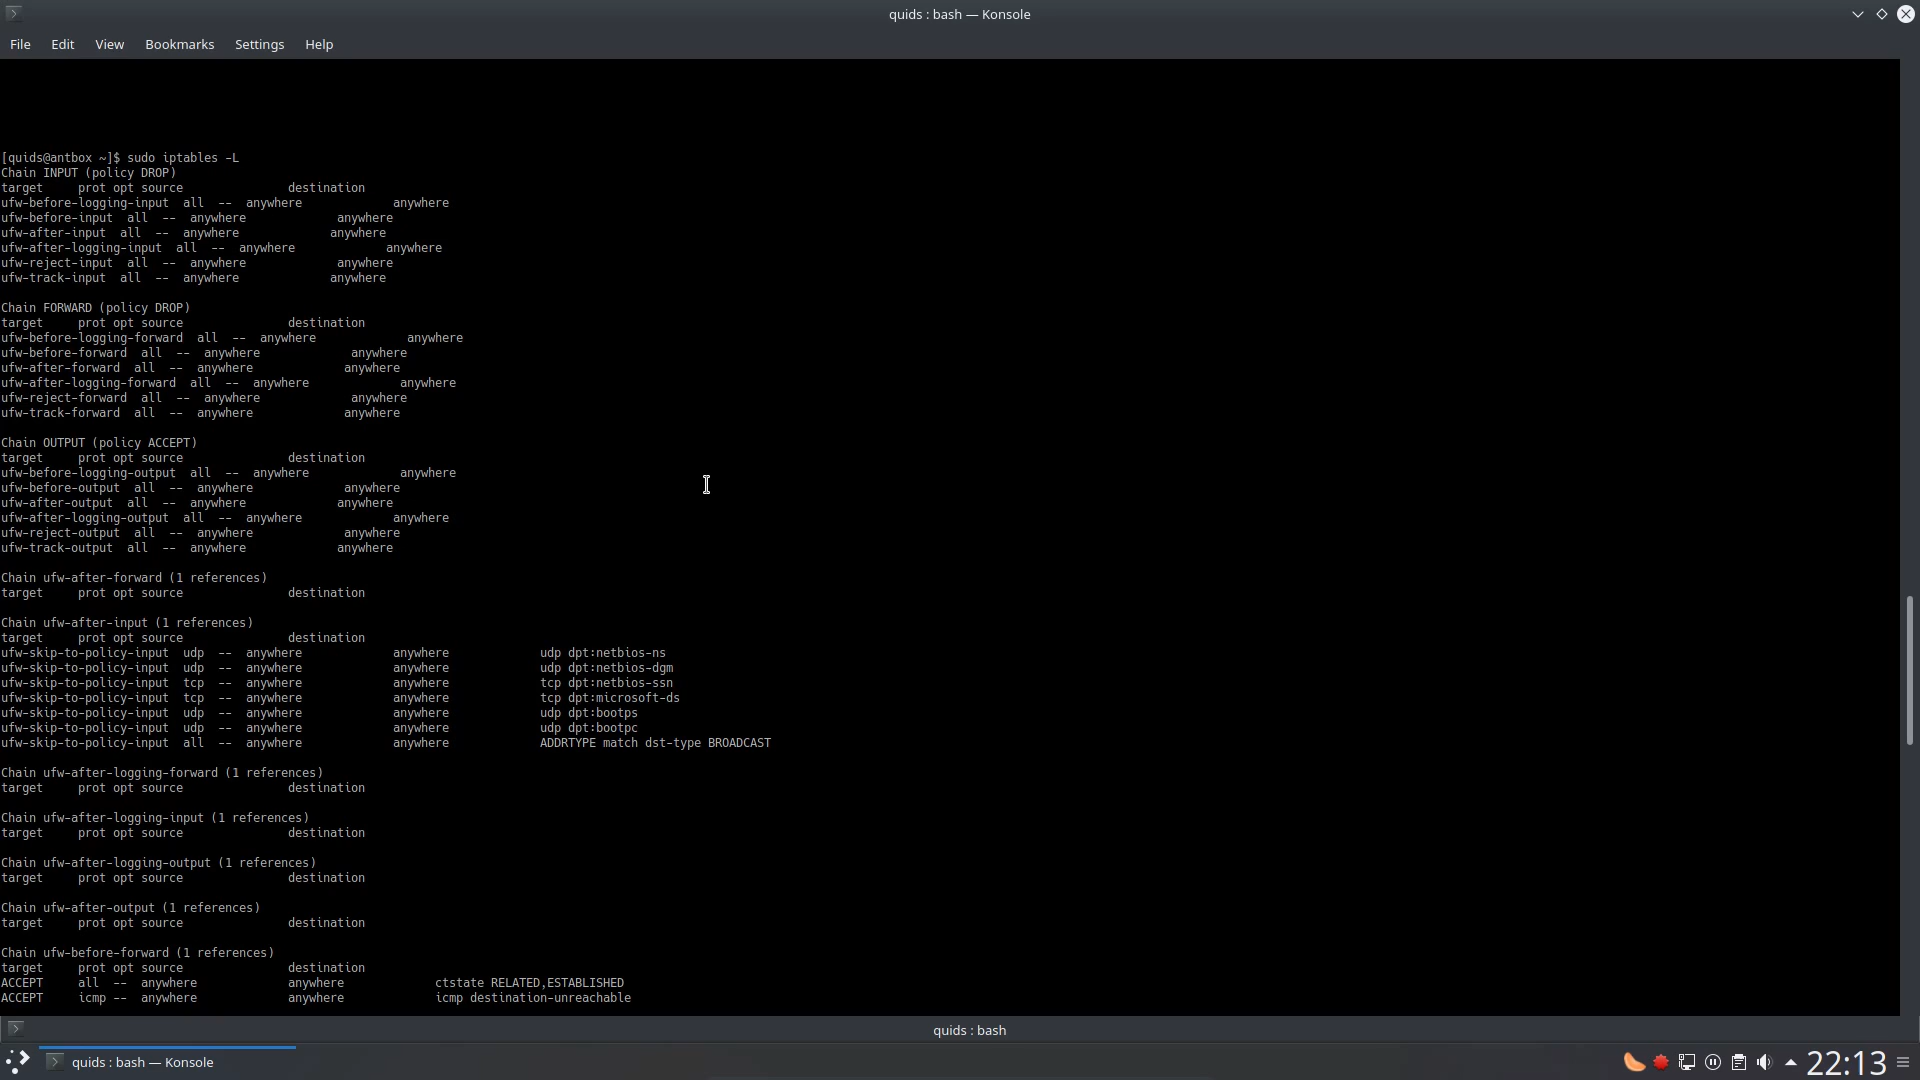 quids : bash — Konsole
File Edit View Bookmarks Settings Help
[quids@antbox ~]$ sudo iptables -L
Chain INPUT (policy DROP)
target     prot opt source               destination
ufw-before-logging-input  all  --  anywhere             anywhere
ufw-before-input  all  --  anywhere             anywhere
ufw-after-input  all  --  anywhere             anywhere
ufw-after-logging-input  all  --  anywhere             anywhere
ufw-reject-input  all  --  anywhere             anywhere
ufw-track-input  all  --  anywhere             anywhere
Chain FORWARD (policy DROP)
target     prot opt source               destination
ufw-before-logging-forward  all  --  anywhere             anywhere
ufw-before-forward  all  --  anywhere             anywhere
ufw-after-forward  all  --  anywhere             anywhere
ufw-after-logging-forward  all  --  anywhere             anywhere
ufw-reject-forward  all  --  anywhere             anywhere
ufw-track-forward  all  --  anywhere             anywhere
Chain OUTPUT (policy ACCEPT)
target     prot opt source               destination
ufw-before-logging-output  all  --  anywhere             anywhere
ufw-before-output  all  --  anywhere             anywhere
ufw-after-output  all  --  anywhere             anywhere
ufw-after-logging-output  all  --  anywhere             anywhere
ufw-reject-output  all  --  anywhere             anywhere
ufw-track-output  all  --  anywhere             anywhere
Chain ufw-after-forward (1 references)
target     prot opt source               destination
Chain ufw-after-input (1 references)
target     prot opt source               destination
ufw-skip-to-policy-input  udp  --  anywhere             anywhere             udp dpt:netbios-ns
ufw-skip-to-policy-input  udp  --  anywhere             anywhere             udp dpt:netbios-dgm
ufw-skip-to-policy-input  tcp  --  anywhere             anywhere             tcp dpt:netbios-ssn
ufw-skip-to-policy-input  tcp  --  anywhere             anywhere             tcp dpt:microsoft-ds
ufw-skip-to-policy-input  udp  --  anywhere             anywhere             udp dpt:bootps
ufw-skip-to-policy-input  udp  --  anywhere             anywhere             udp dpt:bootpc
ufw-skip-to-policy-input  all  --  anywhere             anywhere             ADDRTYPE match dst-type BROADCAST
Chain ufw-after-logging-forward (1 references)
target     prot opt source               destination
Chain ufw-after-logging-input (1 references)
target     prot opt source               destination
Chain ufw-after-logging-output (1 references)
target     prot opt source               destination
Chain ufw-after-output (1 references)
target     prot opt source               destination
Chain ufw-before-forward (1 references)
target     prot opt source               destination
ACCEPT     all  --  anywhere             anywhere             ctstate RELATED,ESTABLISHED
ACCEPT     icmp --  anywhere             anywhere             icmp destination-unreachable
quids : bash
quids : bash — Konsole
22:13